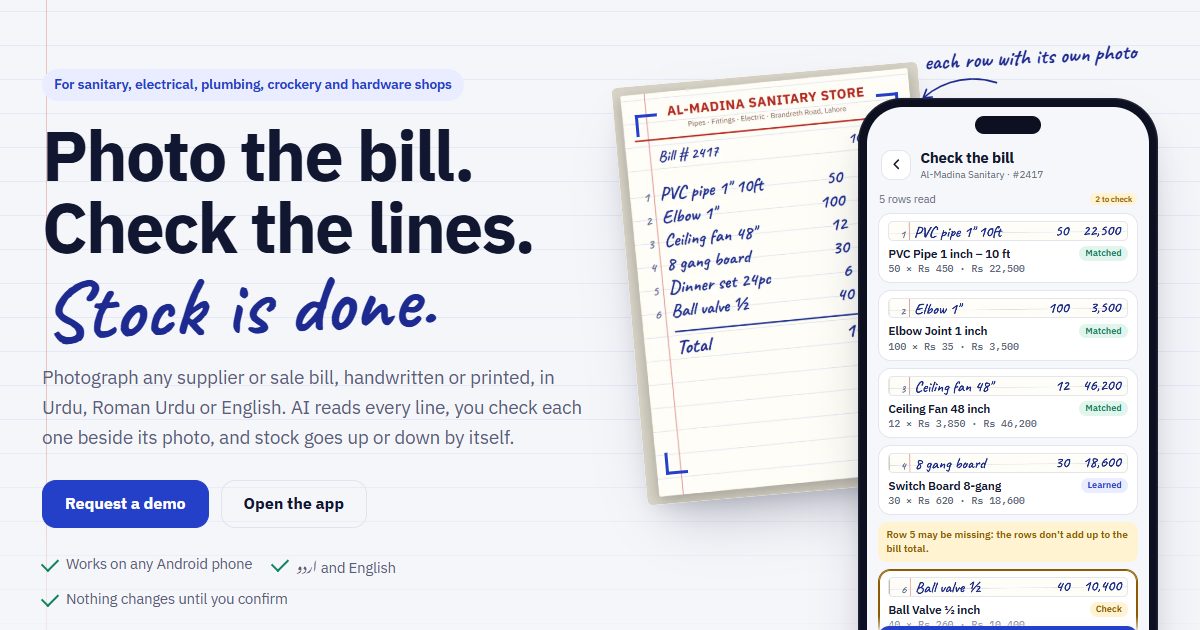 For sanitary, electrical, plumbing, crockery and hardware shops
Photo the bill.
Check the lines.
Stock is done.
Photograph any supplier or sale bill, handwritten or printed, in
Urdu, Roman Urdu or English. AI reads every line, you check each
one beside its photo, and stock goes up or down by itself.
Request a demo
Open the app
Works on any Android phone
اردو and English
Nothing changes until you confirm
AL-MADINA SANITARY STORE
Pipes · Fittings · Electric · Brandreth Road, Lahore
Bill # 2417
1 PVC pipe 1" 10ft 50
2 Elbow 1" 100
3 Ceiling fan 48" 12
4 8 gang board 30
5 Dinner set 24pc 6
6 Ball valve ½ 40
Total
each row with its own photo
Check the bill
Al-Madina Sanitary · #2417
5 rows read
2 to check
1 PVC pipe 1" 10ft 50 22,500
PVC Pipe 1 inch – 10 ft Matched
50 × Rs 450 · Rs 22,500
2 Elbow 1" 100 3,500
Elbow Joint 1 inch Matched
100 × Rs 35 · Rs 3,500
3 Ceiling fan 48" 12 46,200
Ceiling Fan 48 inch Matched
12 × Rs 3,850 · Rs 46,200
4 8 gang board 30 18,600
Switch Board 8-gang Learned
30 × Rs 620 · Rs 18,600
Row 5 may be missing: the rows don't add up to the
bill total.
6 Ball valve ½ 40 10,400
Ball Valve ½ inch Check
40 × Rs 260 · Rs 10,400